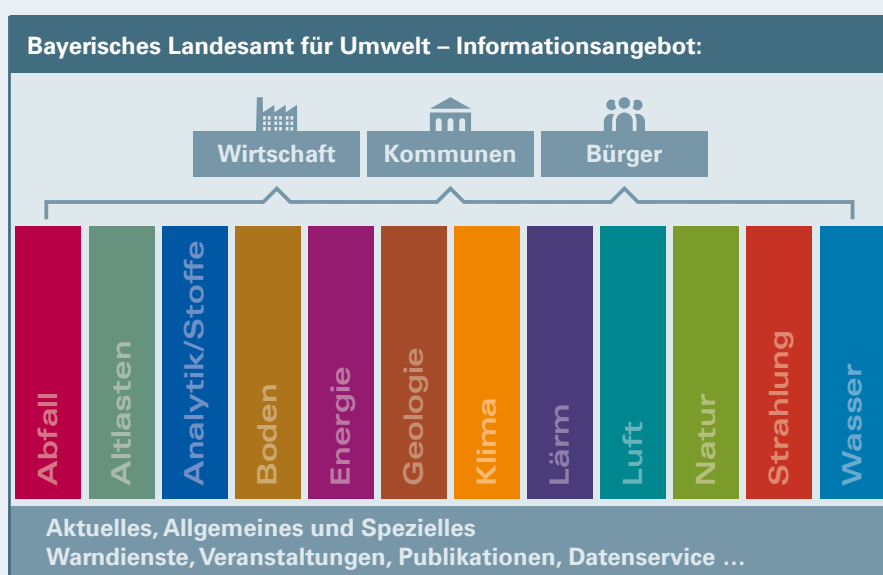 Bayerisches Landesamt für Umwelt – Informationsangebot:
Wirtschaft
Kommunen
Bürger
Abfall
Altlasten
Analytik/Stoffe
Boden
Energie
Geologie
Klima
Lärm
Luft
Natur
Strahlung
Wasser
Aktuelles, Allgemeines und Spezielles
Warndienste, Veranstaltungen, Publikationen, Datenservice ...